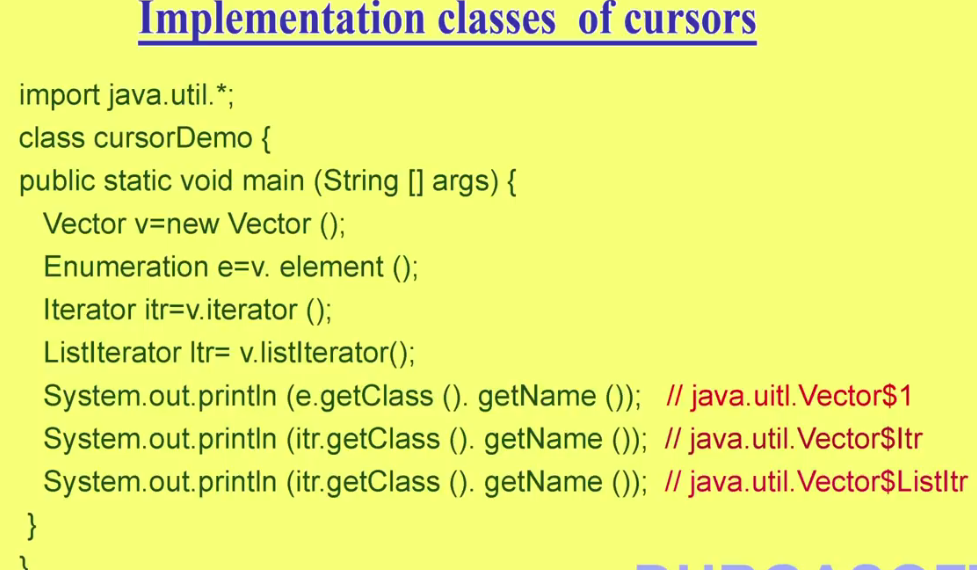 Implementation classes of cursors
import java.util.*;
class cursorDemo {
public static void main (String [] args) {
Vector v=new Vector ();
Enumeration e=v. element ();
Iterator itr=v.iterator ();
ListIterator ltr= v.listIterator();
System.out.println (e.getClass (). getName ()); // java.uitl.Vector$1
System.out.println (itr.getClass (). getName ()); // java.util.Vector$Itr
System.out.println (itr.getClass (). getName ()); // java.util.Vector$ListItr
}
}